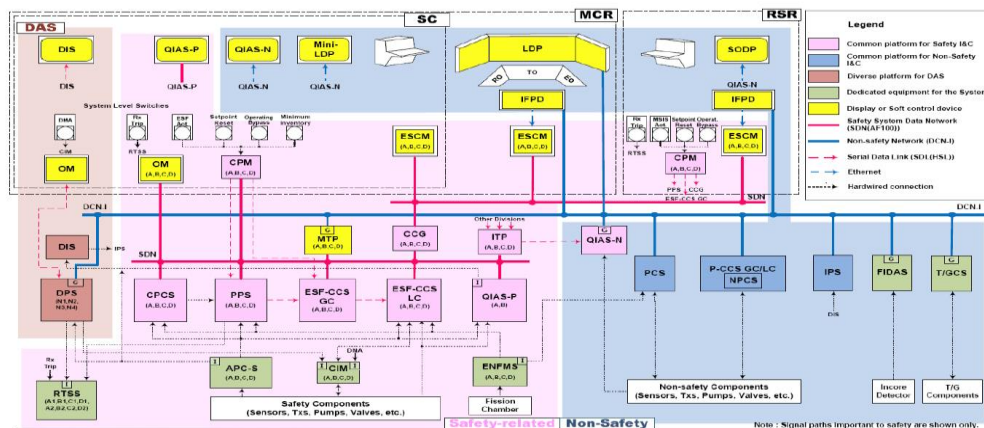 DAS
SC
MCR
RSR
DIS
DIS
QIAS-P
QIAS-P
QIAS-N
QIAS-N
Mini-LDP
QIAS-N
LDP
RO
TO
EO
IFPD
SODP
QIAS-N
IFPD
System Level Switches
DMA
CIM
OM
Rx Trip
RTSS
ESF Act
Setpoint Reset
Operating Bypass
Minimum Inventory
OM
(A,B,C,D)
CPM
(A,B,C,D)
ESCM
(A,B,C,D)
ESCM
(A,B,C,D)
Rx Trip
RTSS
MSIS Act
Setpoint Reset
Operat. Bypass
CPM
(A,B,C,D)
PFS
CCG
ESF-CCS GC
ESCM
(A,B,C,D)
SDN
DCN-I
DCN-I
DIS
IPS
SDN
MTP
(A,B,C,D)
G
CCG
(A,B,C,D)
Other Divisions
ITP
(A,B,C,D)
QIAS-N
G
DPS
(N1,N2,
N3,N4)
G
CPCS
(A,B,C,D)
PPS
(A,B,C,D)
ESF-CCS
GC
(A,B,C,D)
ESF-CCS
LC
(A,B,C,D)
QIAS-P
(A,B)
I
PCS
P-CCS GC/LC
NPCS
IPS
DIS
FIDAS
G
T/GCS
G
Rx Trip
RTSS
(A1,B1,C1,D1,
A2,B2,C2,D2)
I
APC-S
(A,B,C,D)
I
DMA
CIM
(A,B,C,D)
I
I
ENFMS
(A,B,C,D)
I
Safety Components
(Sensors, Txs, Pumps, Valves, etc.)
Fission
Chamber
Non-safety Components
(Sensors, Txs, Pumps, Valves, etc.)
Incore
Detector
T/G
Components
Safety-related
Non-Safety
Note : Signal paths important to safety are shown only.
Legend
Common platform for Safety I&C
Common platform for Non-Safety
I&C
Diverse platform for DAS
Dedicated equipment for the System
Display or Soft control device
Safety System Data Network
(SDN(AF100))
Non-safety Network (DCN-I)
Serial Data Link (SDL(HSL))
Ethernet
Hardwired connection